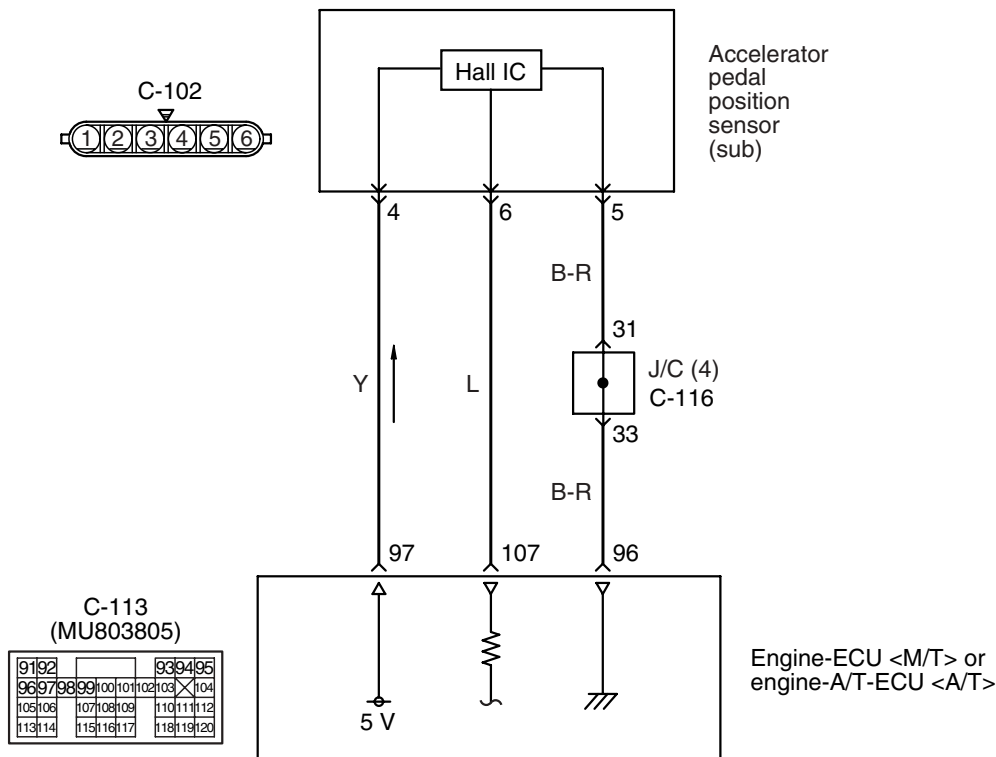 Hall IC
Accelerator
pedal
position
sensor
(sub)
C-102
1 2 3 4 5 6
4 6 5
B-R
31
Y L
J/C (4)
C-116
33
B-R
97 107 96
C-113
(MU803805)
91 92 93 94 95
96 97 98 99 100 101 102 103 104
105 106 107 108 109 110 111 112
113 114 115 116 117 118 119 120
5 V
Engine-ECU <M/T> or
engine-A/T-ECU <A/T>